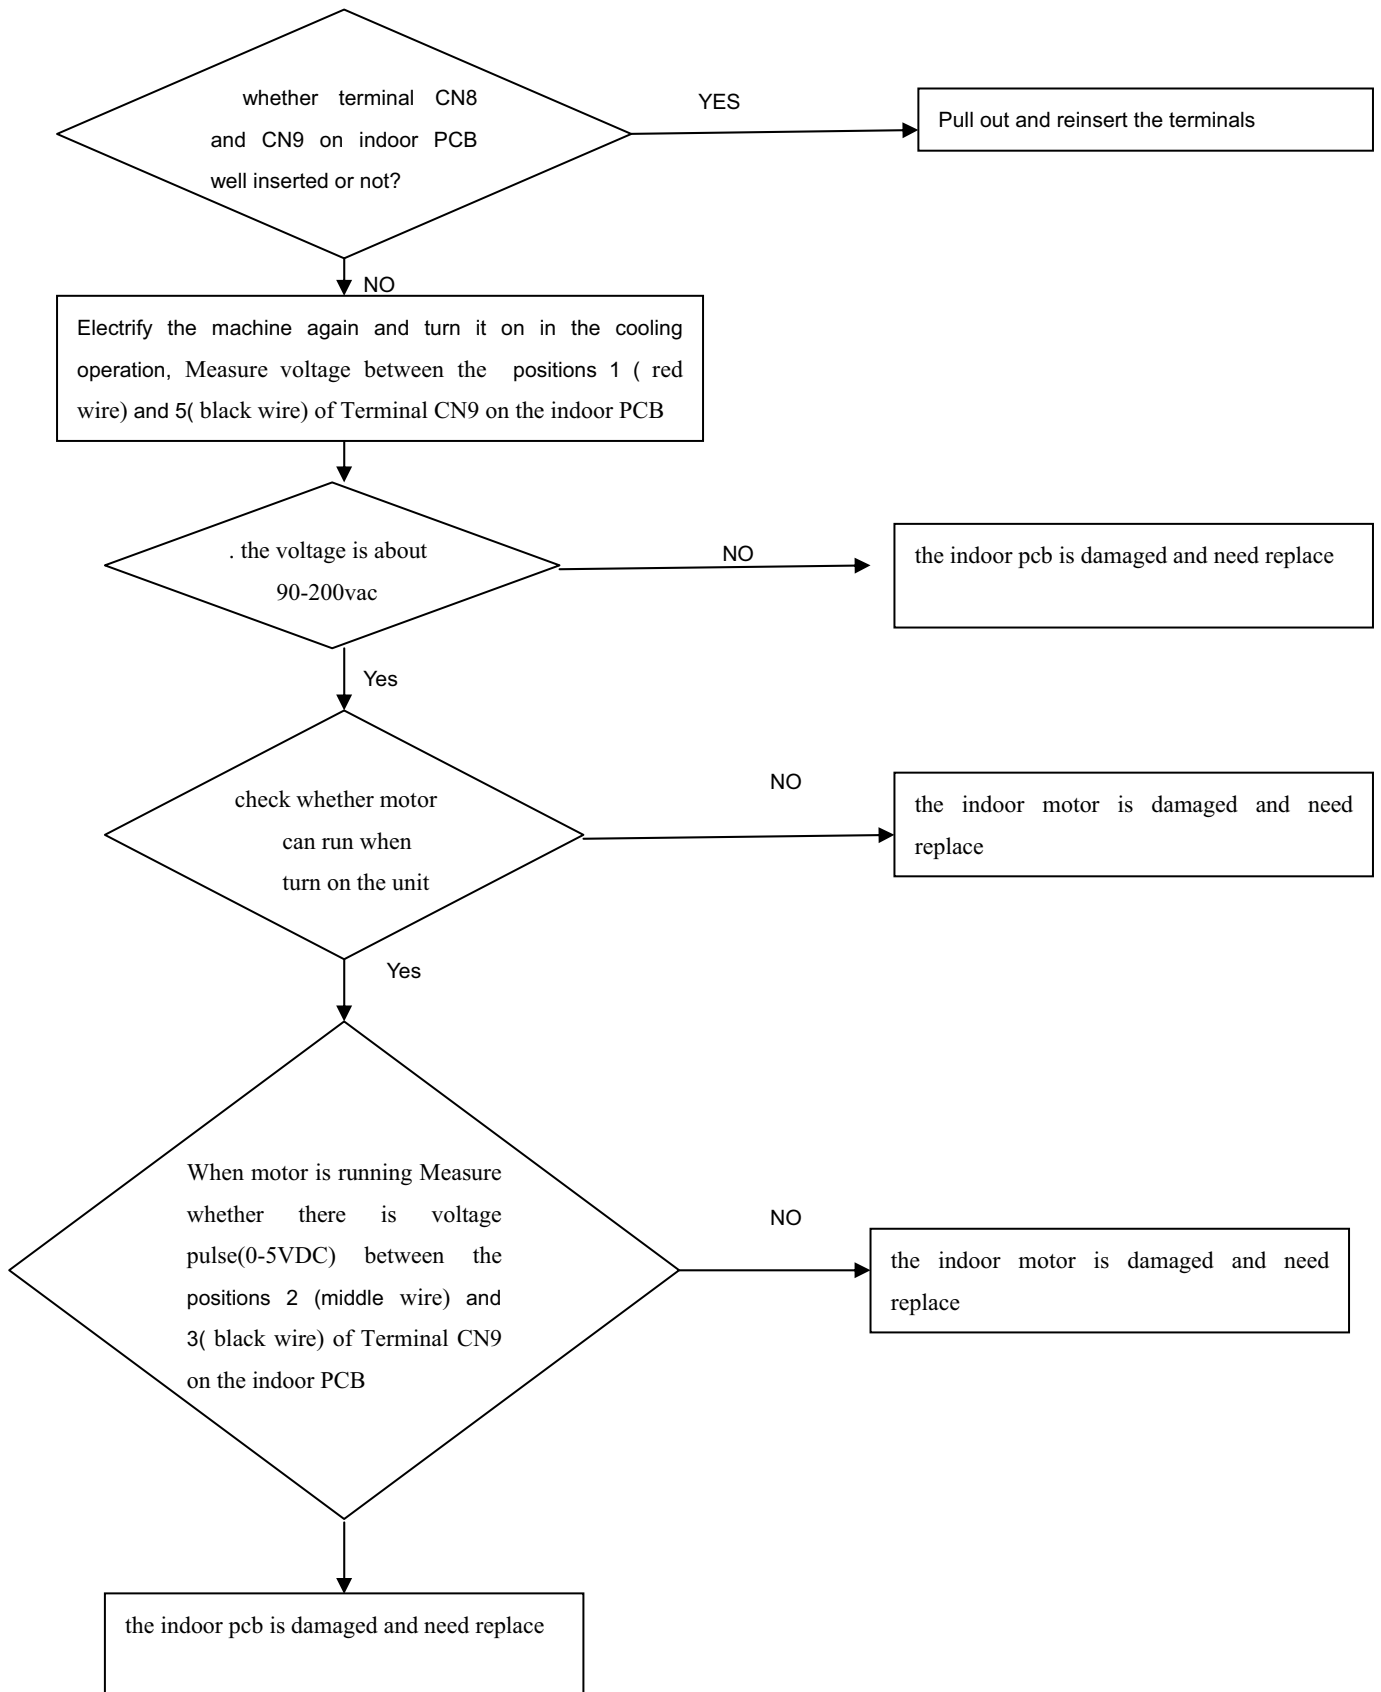 whether terminal CN8
and CN9 on indoor PCB
well inserted or not?
YES
Pull out and reinsert the terminals
NO
Electrify the machine again and turn it on in the cooling
operation, Measure voltage between the positions 1 ( red
wire) and 5( black wire) of Terminal CN9 on the indoor PCB
. the voltage is about
90-200vac
NO
the indoor pcb is damaged and need replace
Yes
check whether motor
can run when
turn on the unit
NO
the indoor motor is damaged and need
replace
Yes
When motor is running Measure
whether there is voltage
pulse(0-5VDC) between the
positions 2 (middle wire) and
3( black wire) of Terminal CN9
on the indoor PCB
NO
the indoor motor is damaged and need
replace
the indoor pcb is damaged and need replace